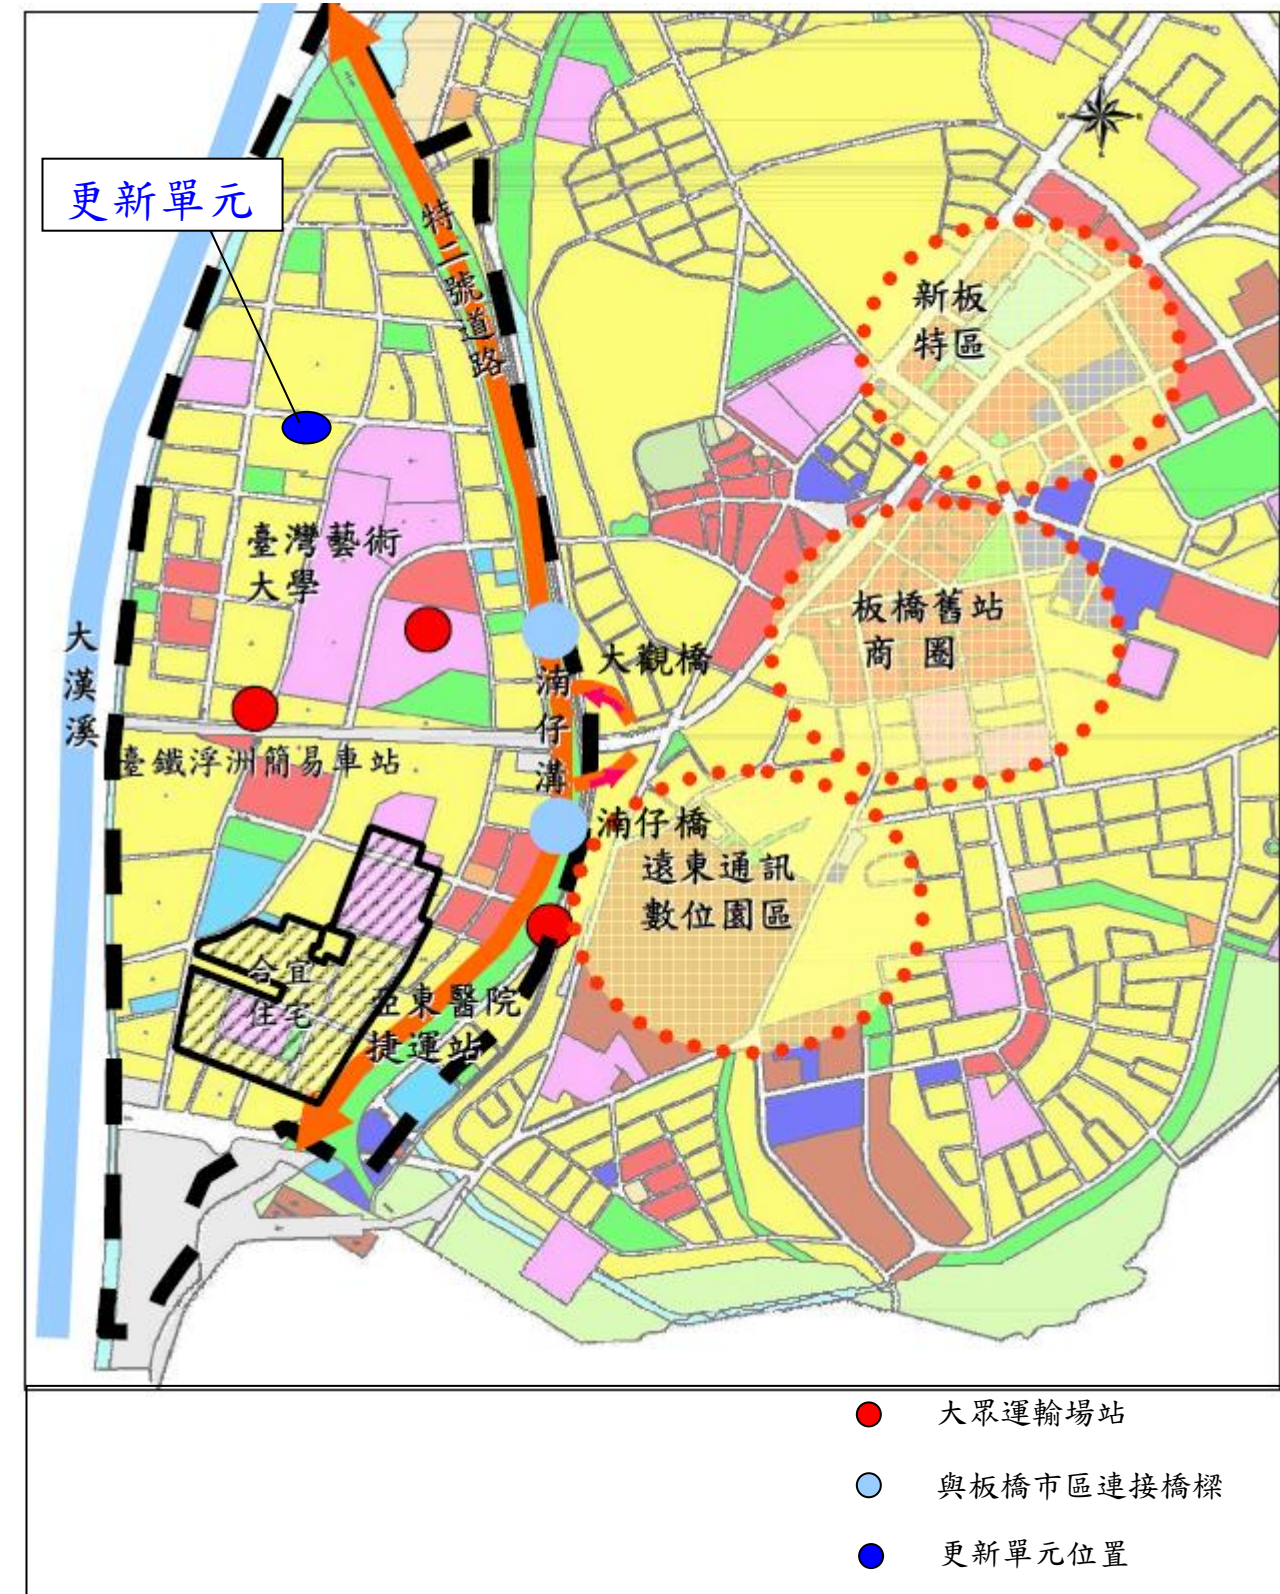 更新單元
特二號道路
新板
特區
臺灣藝術
大學
板橋舊站
商圈
大漢溪
大觀橋
湳仔溝
臺鐵浮洲簡易車站
湳仔橋
遠東通訊
數位園區
合宜
住宅
亞東醫院
捷運站
大眾運輸場站
與板橋市區連接橋樑
更新單元位置